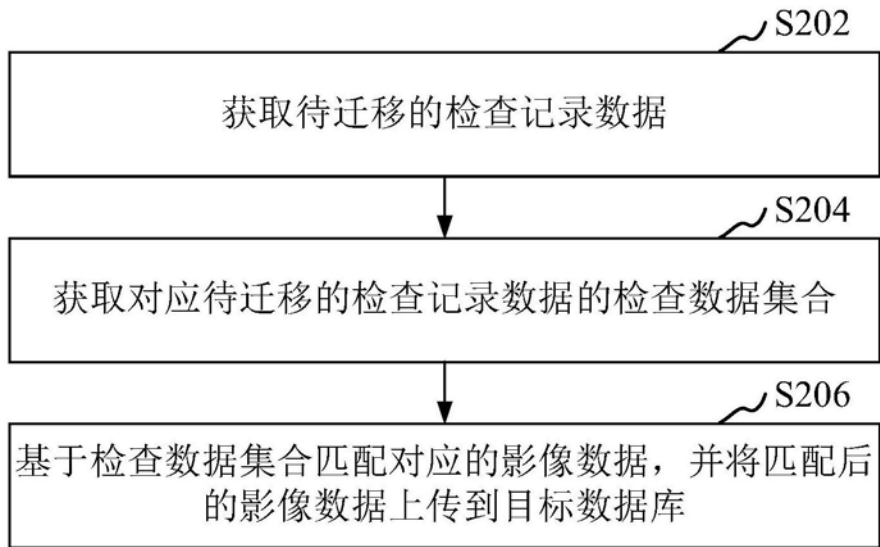 S202
获取待迁移的检查记录数据
S204
获取对应待迁移的检查记录数据的检查数据集合
S206
基于检查数据集合匹配对应的影像数据，并将匹配后
的影像数据上传到目标数据库